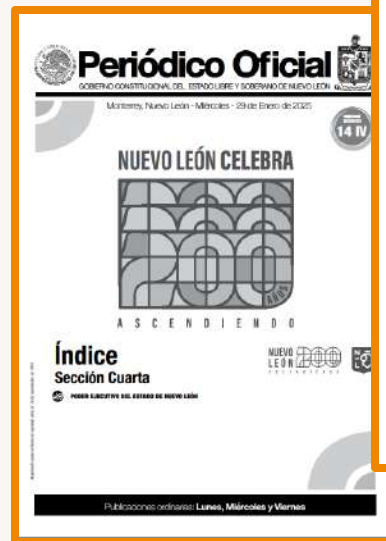 Periódico Oficial
GOBIERNO CONSTITUCIONAL DEL ESTADO LIBRE Y SOBERANO DE NUEVO LEÓN
Monterrey, Nuevo León - Miércoles - 29 de Enero de 2025
14 IV
NUEVO LEÓN CELEBRA
200
AÑOS
ASCENDIENDO
Índice
Sección Cuarta
PODER EJECUTIVO DEL ESTADO DE NUEVO LEÓN
NUEVO LEÓN 200
Publicaciones ordinarias: Lunes, Miércoles y Viernes